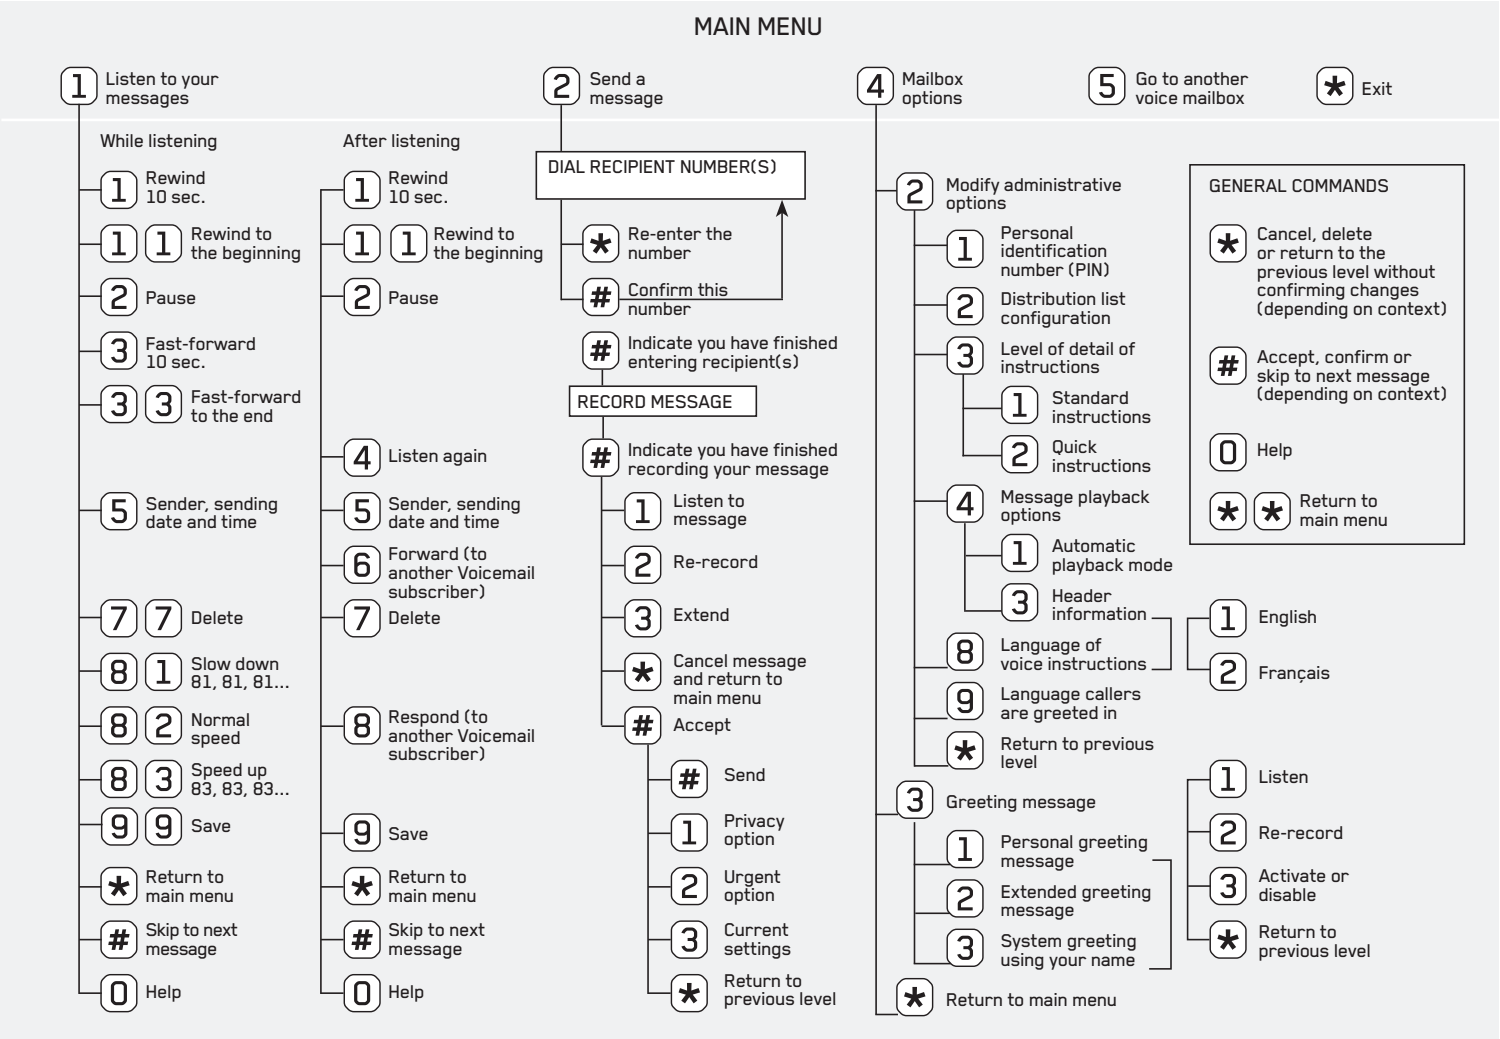 MAIN MENU
1 Listen to your
messages
2 Send a
message
4 Mailbox
options
5 Go to another
voice mailbox
* Exit
While listening
1 Rewind
10 sec.
1 1 Rewind to
the beginning
2 Pause
3 Fast-forward
10 sec.
3 3 Fast-forward
to the end
5 Sender, sending
date and time
7 7 Delete
8 1 Slow down
81, 81, 81...
8 2 Normal
speed
8 3 Speed up
83, 83, 83...
9 9 Save
* Return to
main menu
# Skip to next
message
0 Help
After listening
1 Rewind
10 sec.
1 1 Rewind to
the beginning
2 Pause
4 Listen again
5 Sender, sending
date and time
6 Forward (to
another Voicemail
subscriber)
7 Delete
8 Respond (to
another Voicemail
subscriber)
9 Save
* Return to
main menu
# Skip to next
message
0 Help
DIAL RECIPIENT NUMBER(S)
* Re-enter the
number
# Confirm this
number
# Indicate you have finished
entering recipient(s)
RECORD MESSAGE
# Indicate you have finished
recording your message
1 Listen to
message
2 Re-record
3 Extend
* Cancel message
and return to
main menu
# Accept
# Send
1 Privacy
option
2 Urgent
option
3 Current
settings
* Return to
previous level
2 Modify administrative
options
1 Personal
identification
number (PIN)
2 Distribution list
configuration
3 Level of detail of
instructions
1 Standard
instructions
2 Quick
instructions
4 Message playback
options
1 Automatic
playback mode
3 Header
information
8 Language of
voice instructions
9 Language callers
are greeted in
* Return to previous
level
1 English
2 Français
3 Greeting message
1 Personal greeting
message
2 Extended greeting
message
3 System greeting
using your name
1 Listen
2 Re-record
3 Activate or
disable
* Return to
previous level
* Return to main menu
GENERAL COMMANDS
* Cancel, delete
or return to the
previous level without
confirming changes
(depending on context)
# Accept, confirm or
skip to next message
(depending on context)
0 Help
* * Return to
main menu